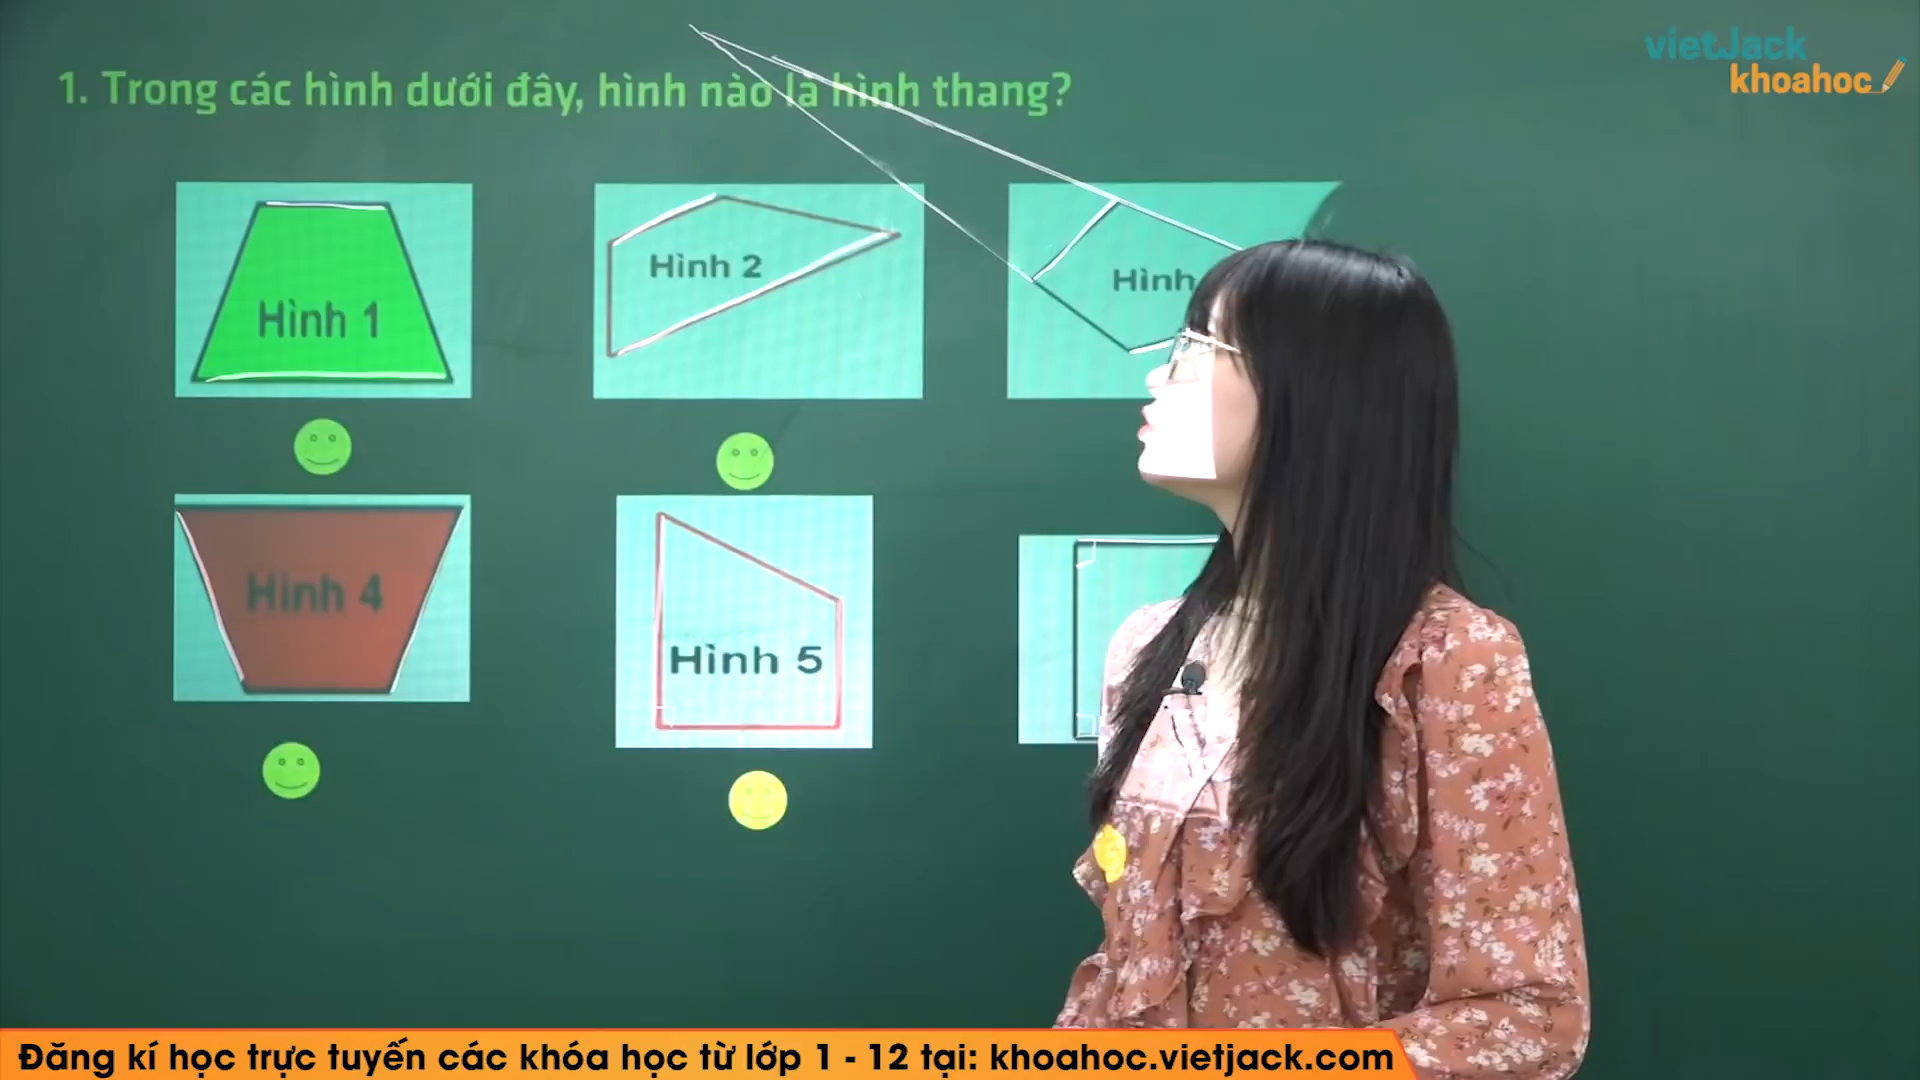 vietJack
khoahoc
1. Trong các hình dưới đây, hình nào là hình thang?
Hình 1
Hình 2
Hình
Hình 4
Hình 5
Đăng kí học trực tuyến các khóa học từ lớp 1 - 12 tại: khoahoc.vietjack.com